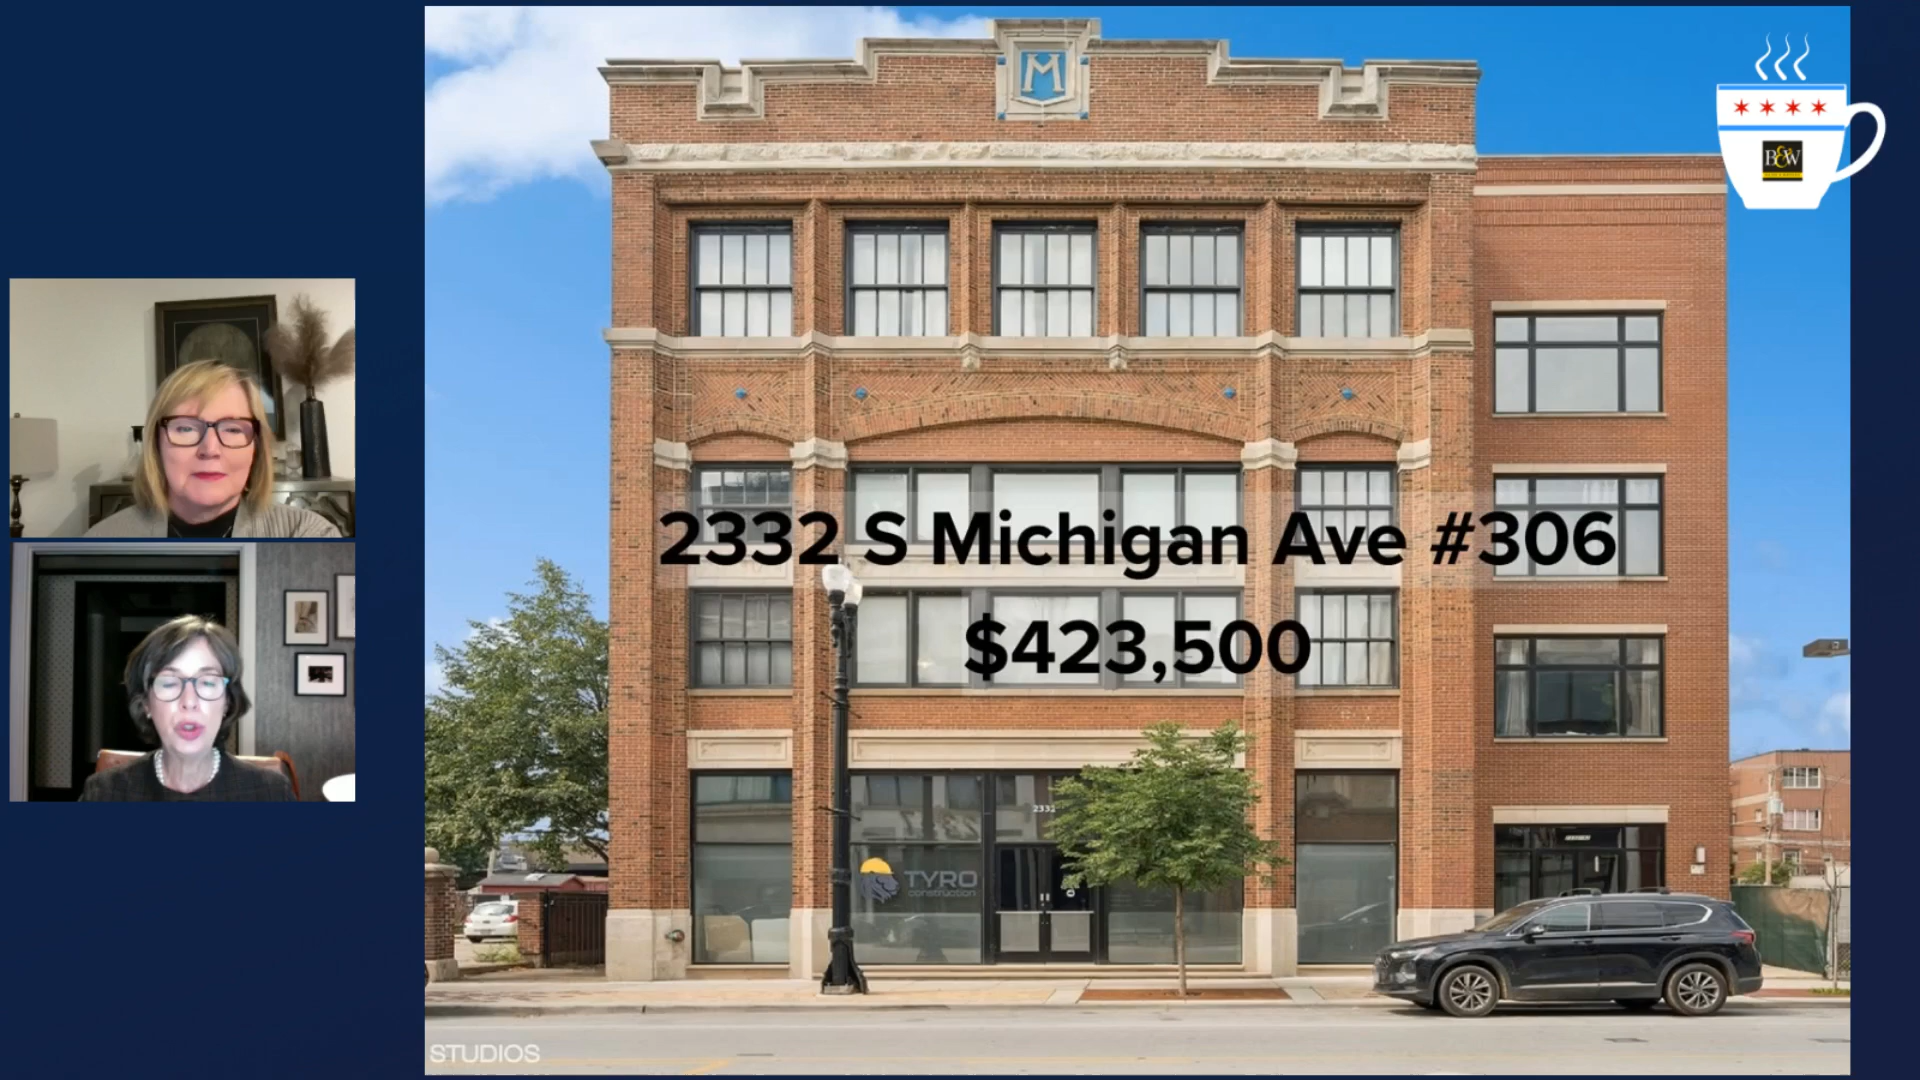 M
B&W
2332 S Michigan Ave #306
$423,500
2332
TYRO
construction
STUDIOS